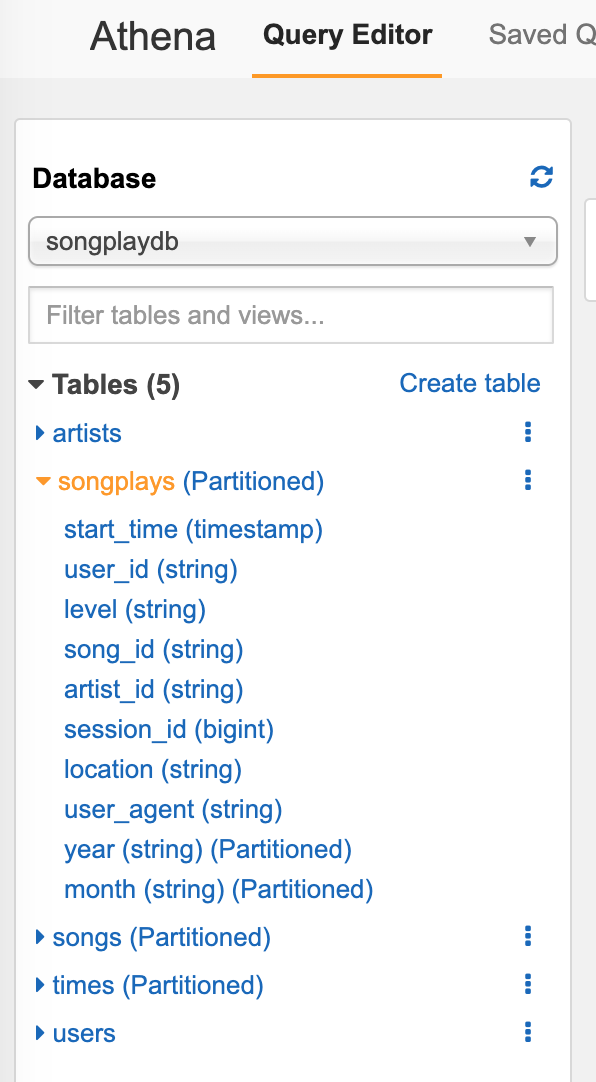 Athena Query Editor Saved Q
Database
songplaydb
Filter tables and views...
Tables (5) Create table
artists
songplays (Partitioned)
start_time (timestamp)
user_id (string)
level (string)
song_id (string)
artist_id (string)
session_id (bigint)
location (string)
user_agent (string)
year (string) (Partitioned)
month (string) (Partitioned)
songs (Partitioned)
times (Partitioned)
users